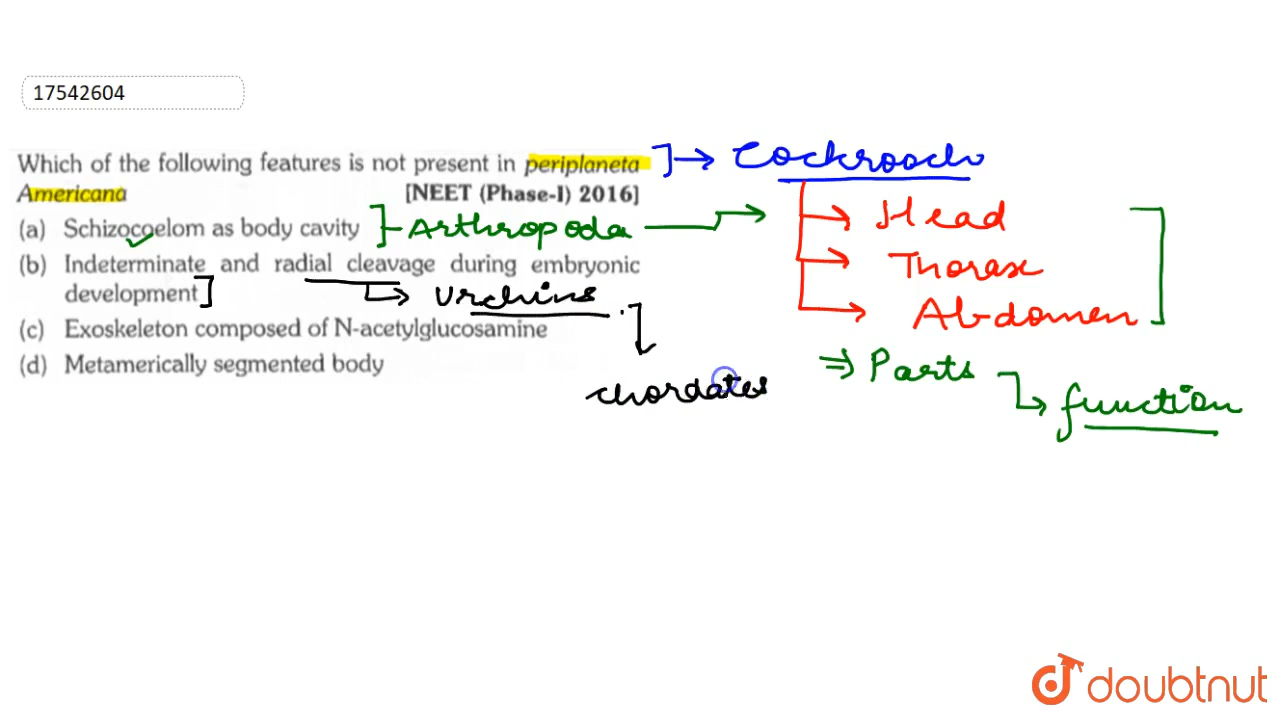 17542604
Which of the following features is not present in periplaneta
Americana [NEET (Phase-I) 2016]
(a) Schizocoelom as body cavity
(b) Indeterminate and radial cleavage during embryonic
development
(c) Exoskeleton composed of N-acetylglucosamine
(d) Metamerically segmented body
Cockroach
Arthropoda
Head
Thorax
Abdomen
Urchins
chordates
Parts
function
doubtnut